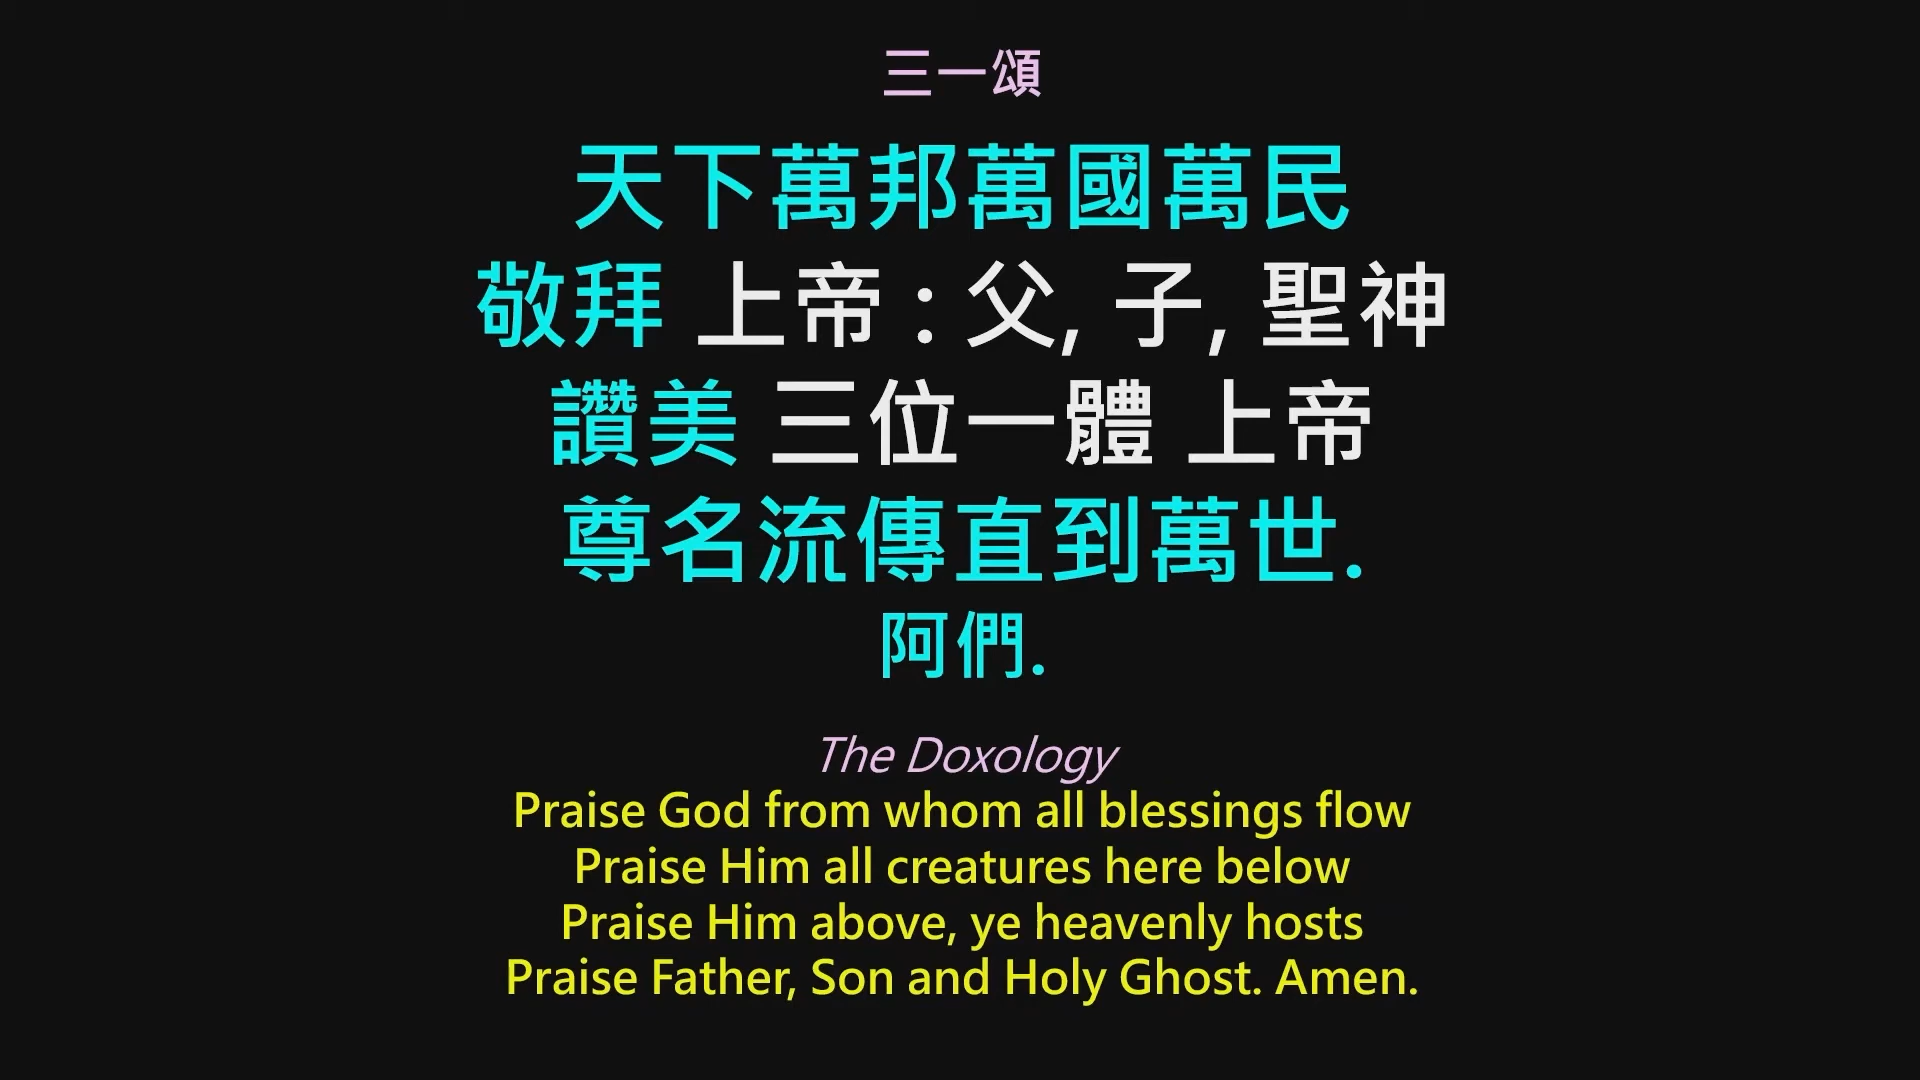 三一頌
天下萬邦萬國萬民
敬拜 上帝 : 父, 子, 聖神
讚美 三位一體 上帝
尊名流傳直到萬世.
阿們.
The Doxology
Praise God from whom all blessings flow
Praise Him all creatures here below
Praise Him above, ye heavenly hosts
Praise Father, Son and Holy Ghost. Amen.